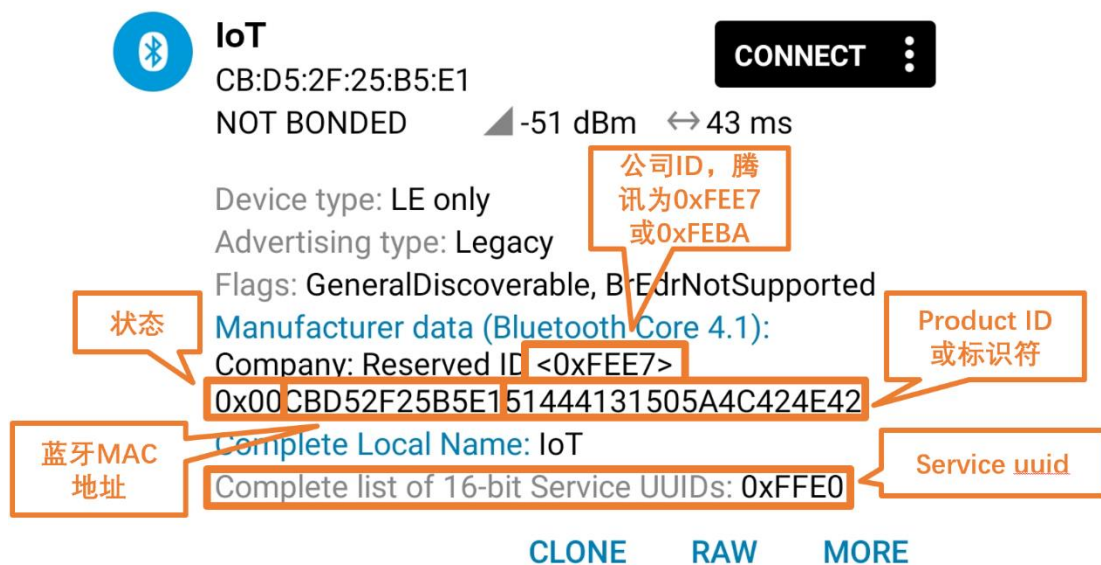 IoT
CONNECT
CB:D5:2F:25:B5:E1
NOT BONDED
-51 dBm
43 ms
公司ID，腾
讯为0xFEE7
或0xFEBA
Device type: LE only
Advertising type: Legacy
Flags: GeneralDiscoverable, BrEdrNotSupported
状态
Manufacturer data (Bluetooth Core 4.1):
Product ID
或标识符
Company: Reserved ID <0xFEE7>
0x00CBD52F25B5E151444131505A4C424E42
蓝牙MAC
地址
Complete Local Name: IoT
Complete list of 16-bit Service UUIDs: 0xFFE0
Service uuid
CLONE
RAW
MORE